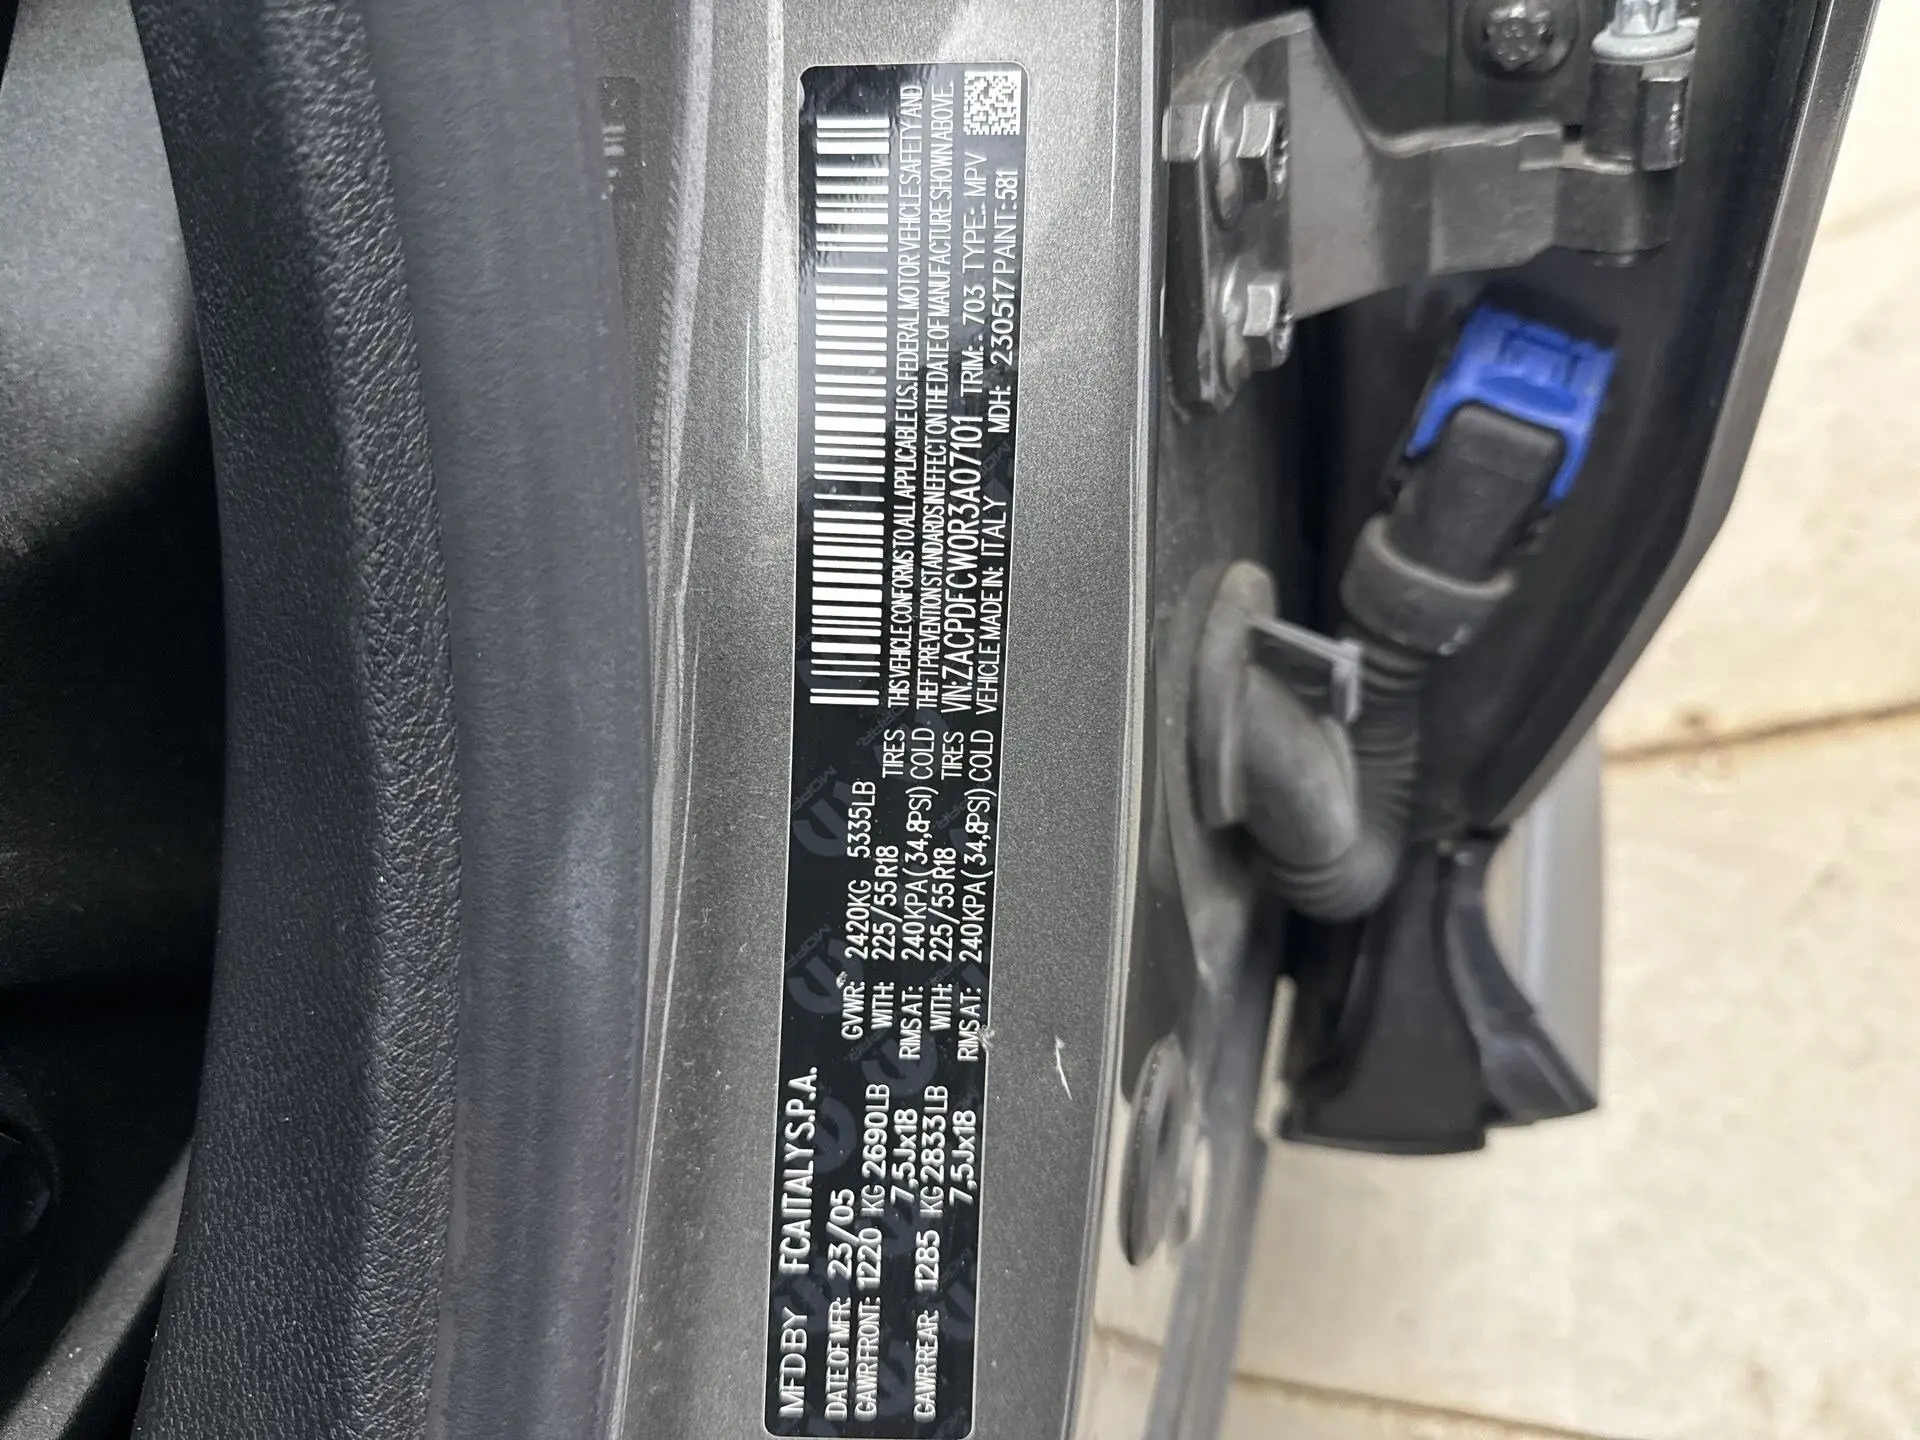 MFD BY FCA ITALY S.P.A.
DATE OF MFR: 23/05 GVWR: 2420KG 5335LB
GAWR FRONT: 1220 KG 2690LB WITH: 225/55R18 TIRES
7,5Jx18 RIMS AT: 240KPA(34,8PSI) COLD
GAWR REAR: 1285 KG 2833LB WITH: 225/55R18 TIRES
7,5Jx18 RIMS AT: 240KPA(34,8PSI) COLD
THIS VEHICLE CONFORMS TO ALL APPLICABLE U.S. FEDERAL MOTOR VEHICLE SAFETY AND
THEFT PREVENTION STANDARDS IN EFFECT ON THE DATE OF MANUFACTURE SHOWN ABOVE.
VIN: ZACPDFCW0R3A07101 TRIM: 703 TYPE: MPV
VEHICLE MADE IN: ITALY MDH: 230517 PAINT: 581